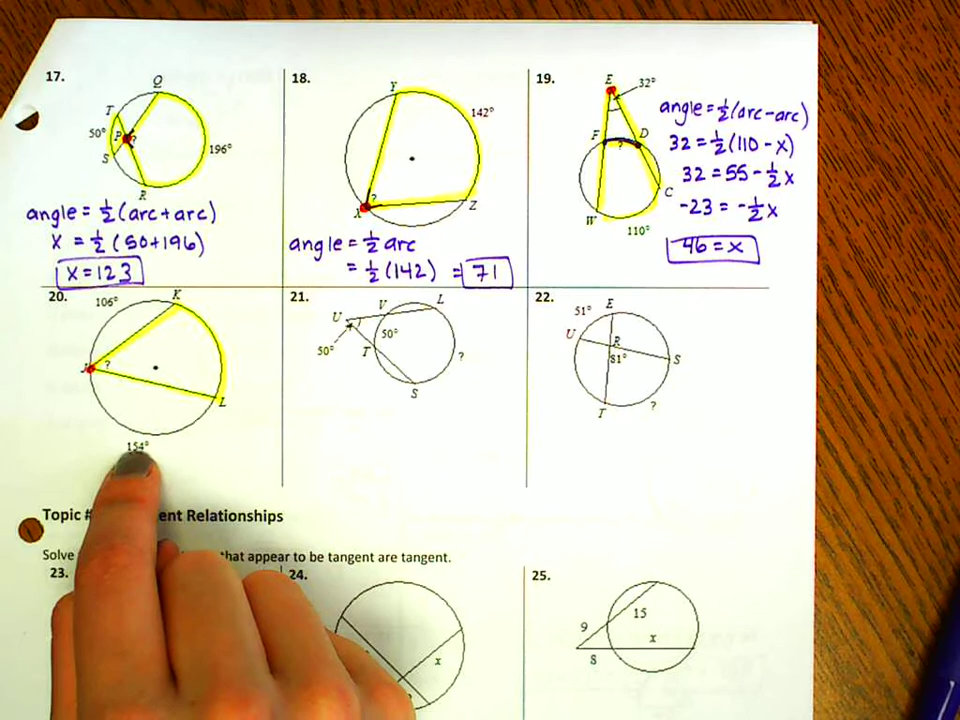 17.
Q
T
50°
P
?
S
196°
R
angle = ½(arc+arc)
x = ½(50+196)
x=123
18.
Y
142°
?
X
Z
angle = ½ arc
= ½(142) = 71
19.
E
32°
F
D
?
C
W
110°
angle=½(arc-arc)
32=½(110-x)
32=55-½x
-23=-½x
46=x
20.
106°
K
J
?
L
154°
21.
V
L
U
50°
50°
T
?
S
22.
51°
E
U
R
81°
S
T
?
Topic #
ent Relationships
Solve
that appear to be tangent are tangent.
23.
24.
x
25.
15
9
x
8